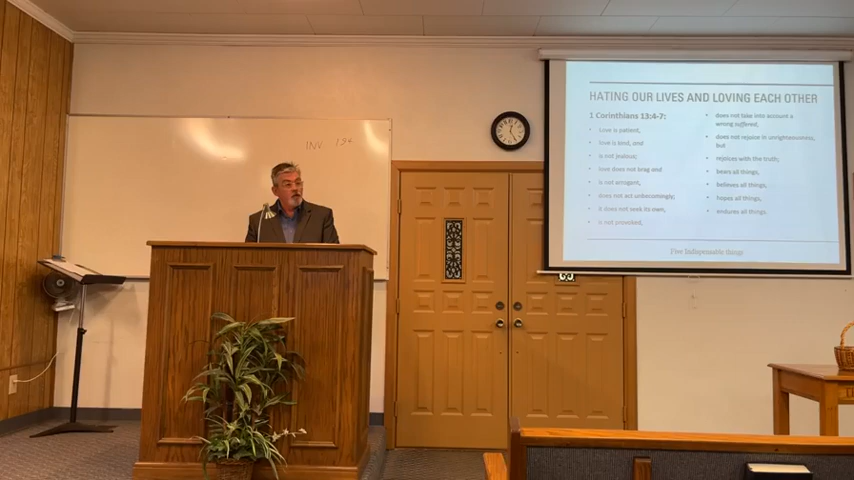 INV 194
HATING OUR LIVES AND LOVING EACH OTHER
1 Corinthians 13:4-7:
• Love is patient,
• love is kind, and
• is not jealous;
• love does not brag and
• is not arrogant,
• does not act unbecomingly;
• it does not seek its own,
• is not provoked,
• does not take into account a
wrong suffered,
• does not rejoice in unrighteousness,
but
• rejoices with the truth;
• bears all things,
• believes all things,
• hopes all things,
• endures all things.
Five Indispensable things